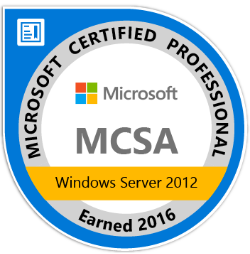 MICROSOFT CERTIFIED PROFESSIONAL
Microsoft
MCSA
Windows Server 2012
Earned 2016